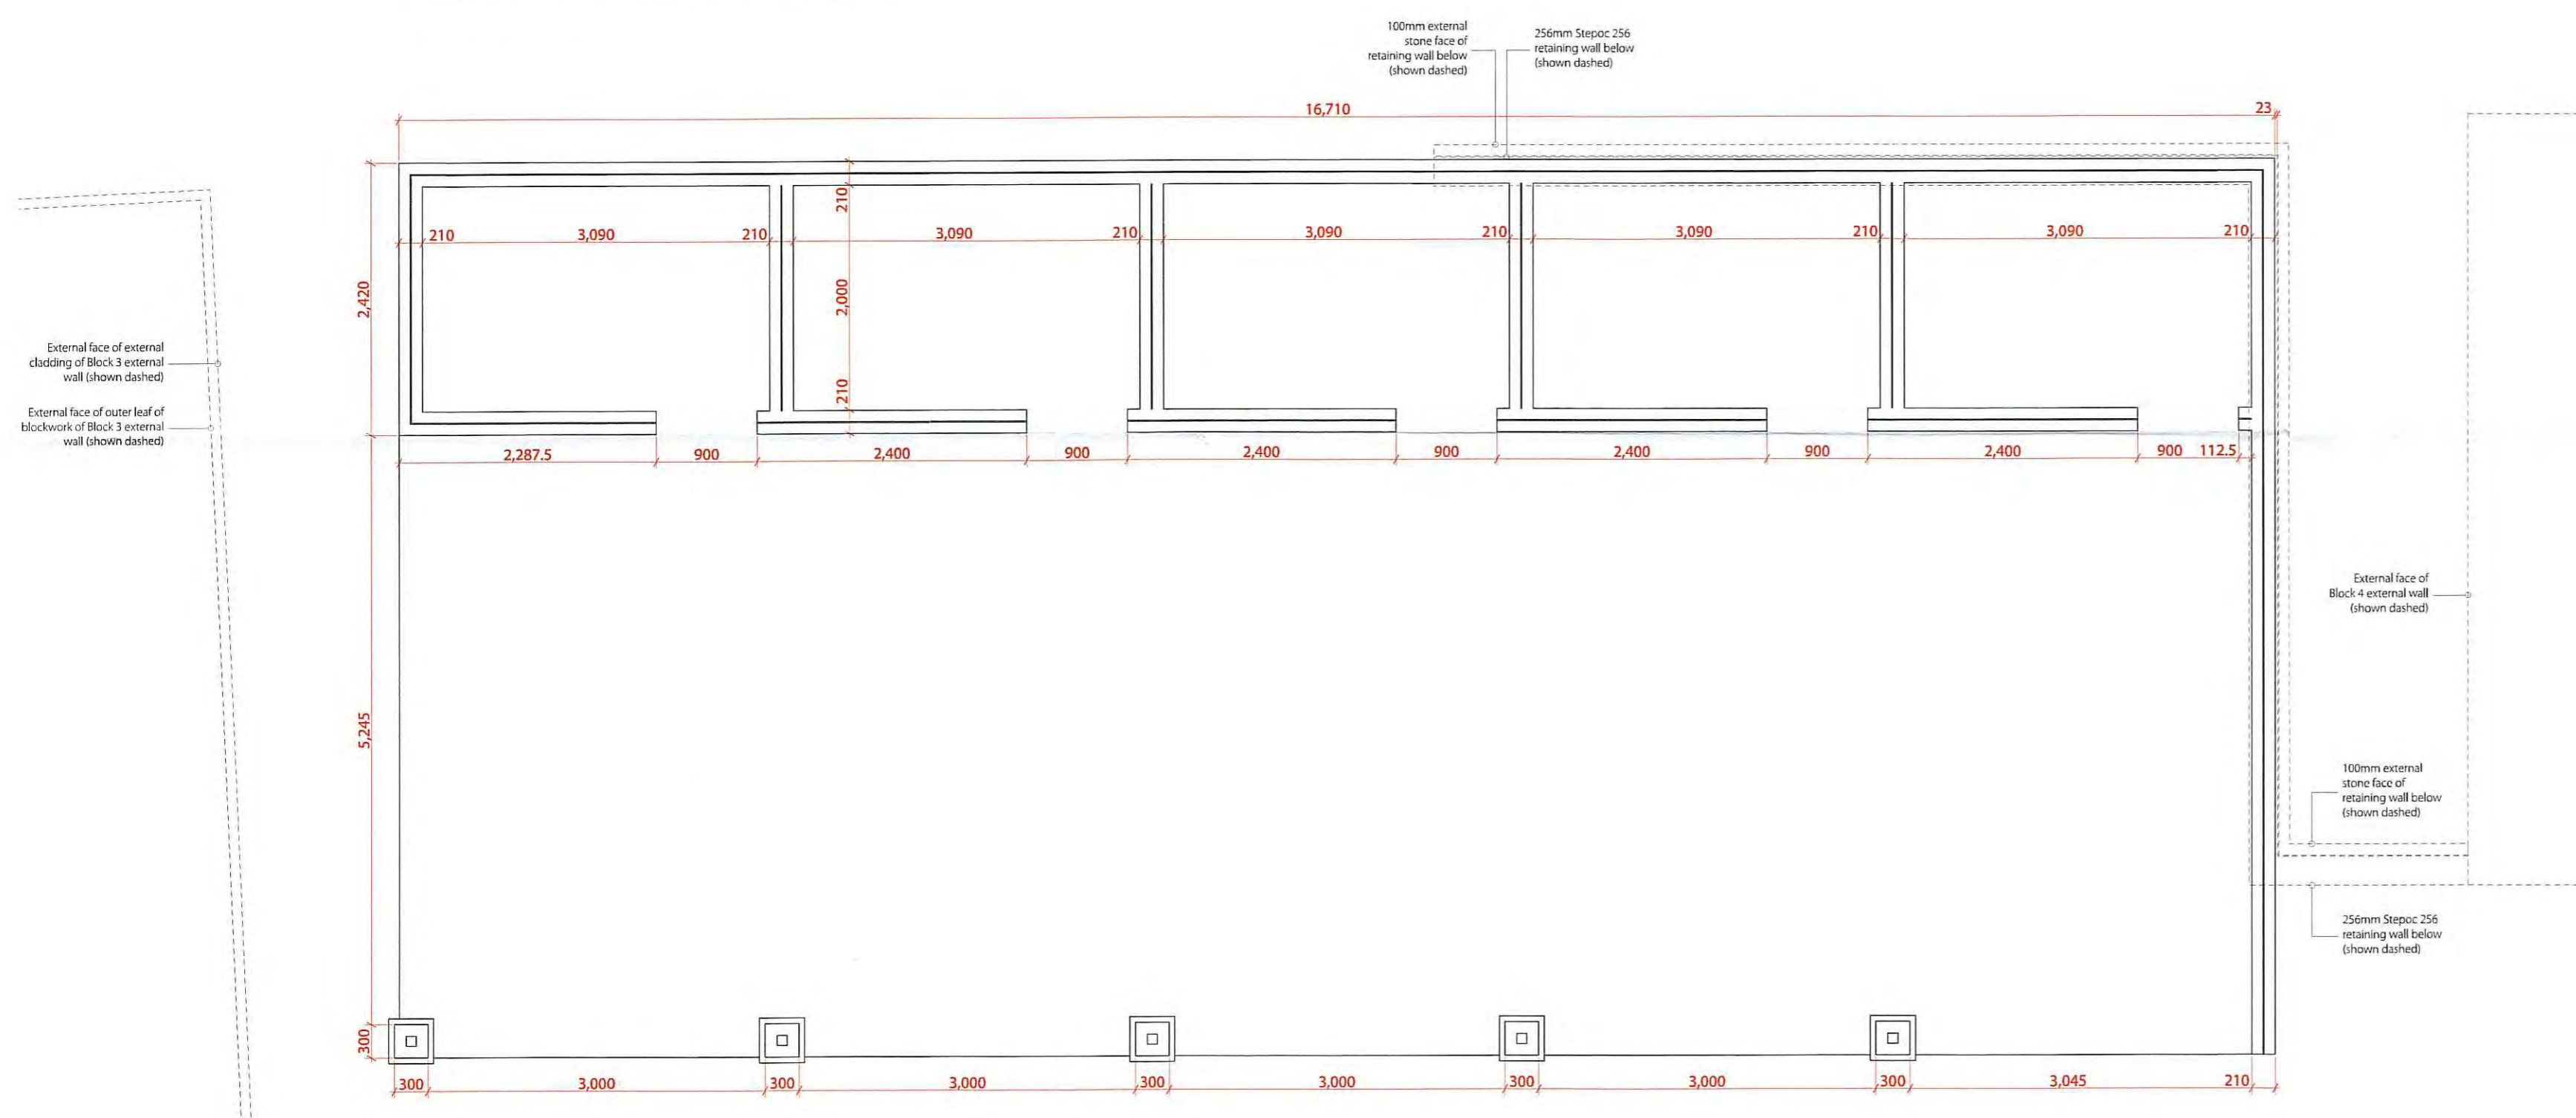 100mm external
stone face of
retaining wall below
(shown dashed)
256mm Stepoc 256
retaining wall below
(shown dashed)
16,710
23
210
3,090
210
3,090
210
3,090
210
3,090
210
3,090
210
210
2,000
210
2,420
External face of external
cladding of Block 3 external
wall (shown dashed)
External face of outer leaf of
blockwork of Block 3 external
wall (shown dashed)
2,287.5
900
2,400
900
2,400
900
2,400
900
2,400
900
112.5
External face of
Block 4 external wall
(shown dashed)
5,245
100mm external
stone face of
retaining wall below
(shown dashed)
256mm Stepoc 256
retaining wall below
(shown dashed)
300
300
3,000
300
3,000
300
3,000
300
3,000
300
3,045
210